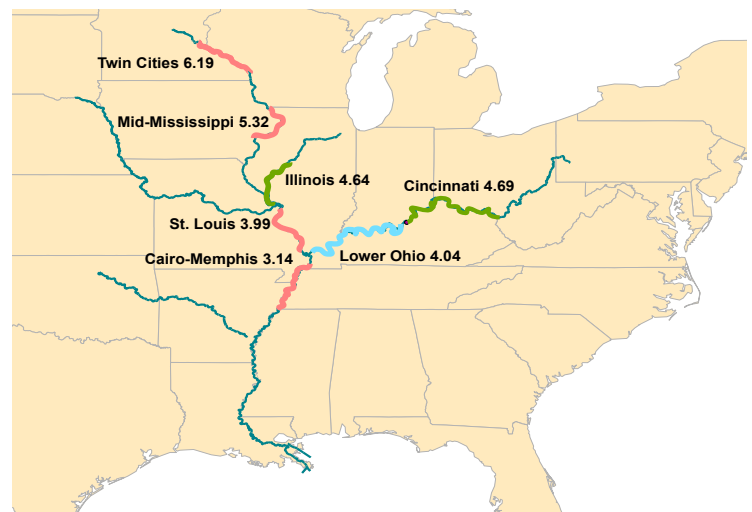 Twin Cities 6.19
Mid-Mississippi 5.32
Illinois 4.64
Cincinnati 4.69
St. Louis 3.99
Cairo-Memphis 3.14
Lower Ohio 4.04